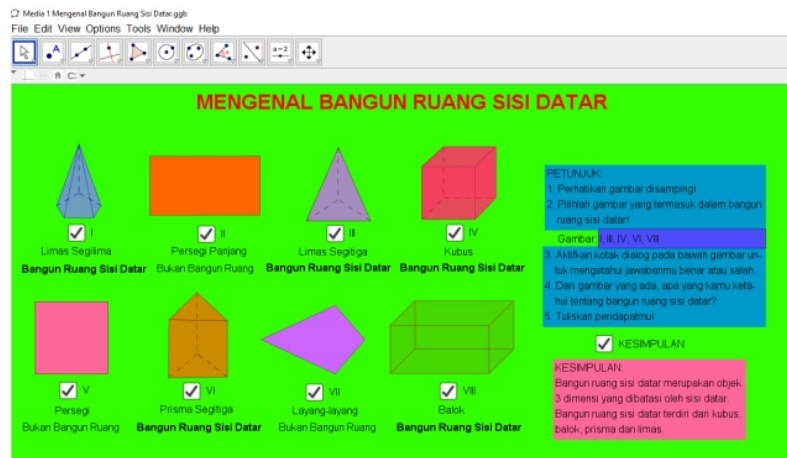 Media 1 Mengenal Bangun Ruang Sisi Datar.ggb
File Edit View Options Tools Window Help
A
a=2
MENGENAL BANGUN RUANG SISI DATAR
I
Limas Segilima
Bangun Ruang Sisi Datar
II
Persegi Panjang
Bukan Bangun Ruang
III
Limas Segitiga
Bangun Ruang Sisi Datar
IV
Kubus
Bangun Ruang Sisi Datar
V
Persegi
Bukan Bangun Ruang
VI
Prisma Segitiga
Bangun Ruang Sisi Datar
VII
Layang-layang
Bukan Bangun Ruang
VIII
Balok
Bangun Ruang Sisi Datar
PETUNJUK:
1. Perhatikan gambar disamping!
2. Pilihlah gambar yang termasuk dalam bangun
ruang sisi datar!
Gambar I, III, IV, VI, VIII
3. Aktifkan kotak dialog pada bawah gambar un-
tuk mengetahui jawabanmu benar atau salah.
4. Dari gambar yang ada, apa yang kamu keta-
hui tentang bangun ruang sisi datar?
5. Tuliskan pendapatmu!
KESIMPULAN
KESIMPULAN:
Bangun ruang sisi datar merupakan objek
3 dimensi yang dibatasi oleh sisi datar.
Bangun ruang sisi datar terdiri dari kubus,
balok, prisma dan limas.